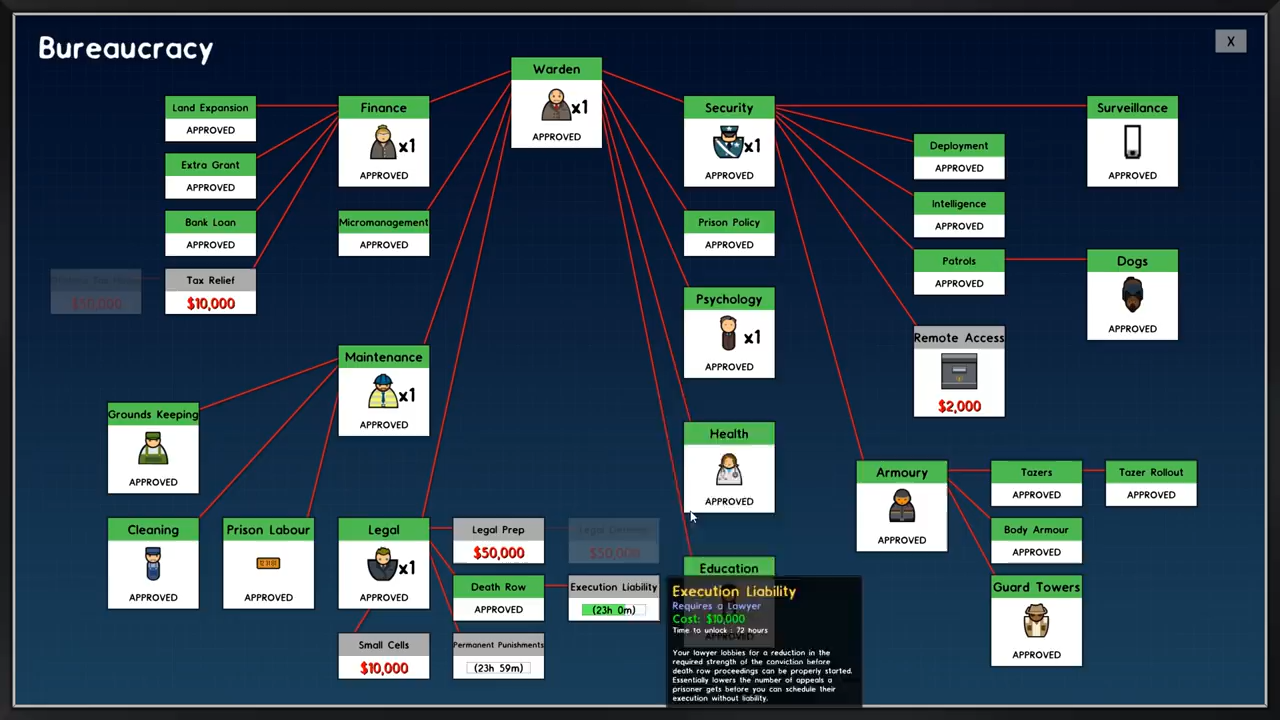 Bureaucracy
X
Warden
x1
APPROVED
Land Expansion
APPROVED
Finance
x1
APPROVED
Security
x1
APPROVED
Surveillance
APPROVED
Deployment
APPROVED
Extra Grant
APPROVED
Intelligence
APPROVED
Bank Loan
APPROVED
Micromanagement
APPROVED
Prison Policy
APPROVED
Patrols
APPROVED
Dogs
APPROVED
$50,000
Tax Relief
$10,000
Psychology
x1
APPROVED
Remote Access
$2,000
Maintenance
x1
APPROVED
Grounds Keeping
APPROVED
Health
APPROVED
Armoury
APPROVED
Tazers
APPROVED
Tazer Rollout
APPROVED
Cleaning
APPROVED
Prison Labour
APPROVED
Legal
x1
APPROVED
Legal Prep
$50,000
Legal Defense
$50,000
Body Armour
APPROVED
Death Row
APPROVED
Execution Liability
(23h 0m)
Education
APPROVED
Guard Towers
APPROVED
Small Cells
$10,000
Permanent Punishments
(23h 59m)
Execution Liability
Requires a Lawyer
Cost: $10,000
Time to unlock : 72 hours
Your lawyer lobbies for a reduction in the
required strength of the conviction before
death row proceedings can be properly started.
Essentially lowers the number of appeals a
prisoner gets before you can schedule their
execution without liability.